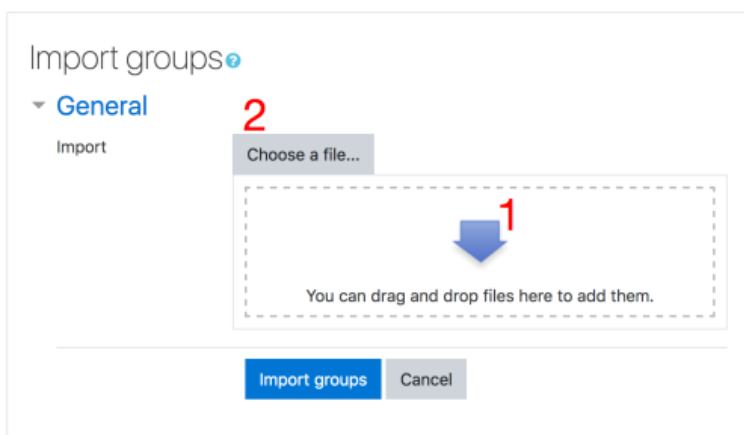 Import groups
General
2
Import
Choose a file...
1
You can drag and drop files here to add them.
Import groups
Cancel